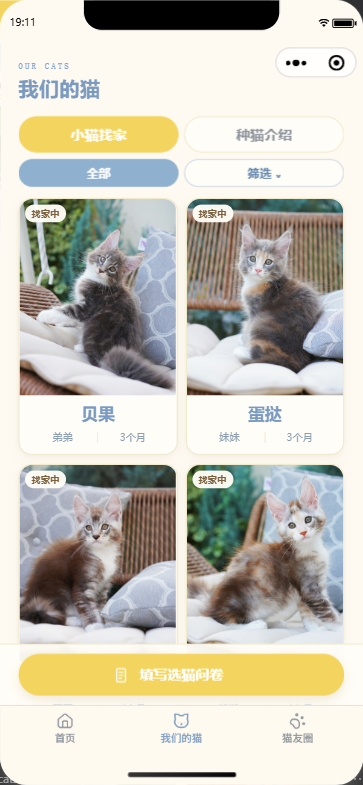 19:11
OUR CATS
我们的猫
小猫找家
种猫介绍
全部
筛选
找家中
找家中
贝果
蛋挞
弟弟
3个月
妹妹
3个月
找家中
找家中
填写选猫问卷
首页
我们的猫
猫友圈